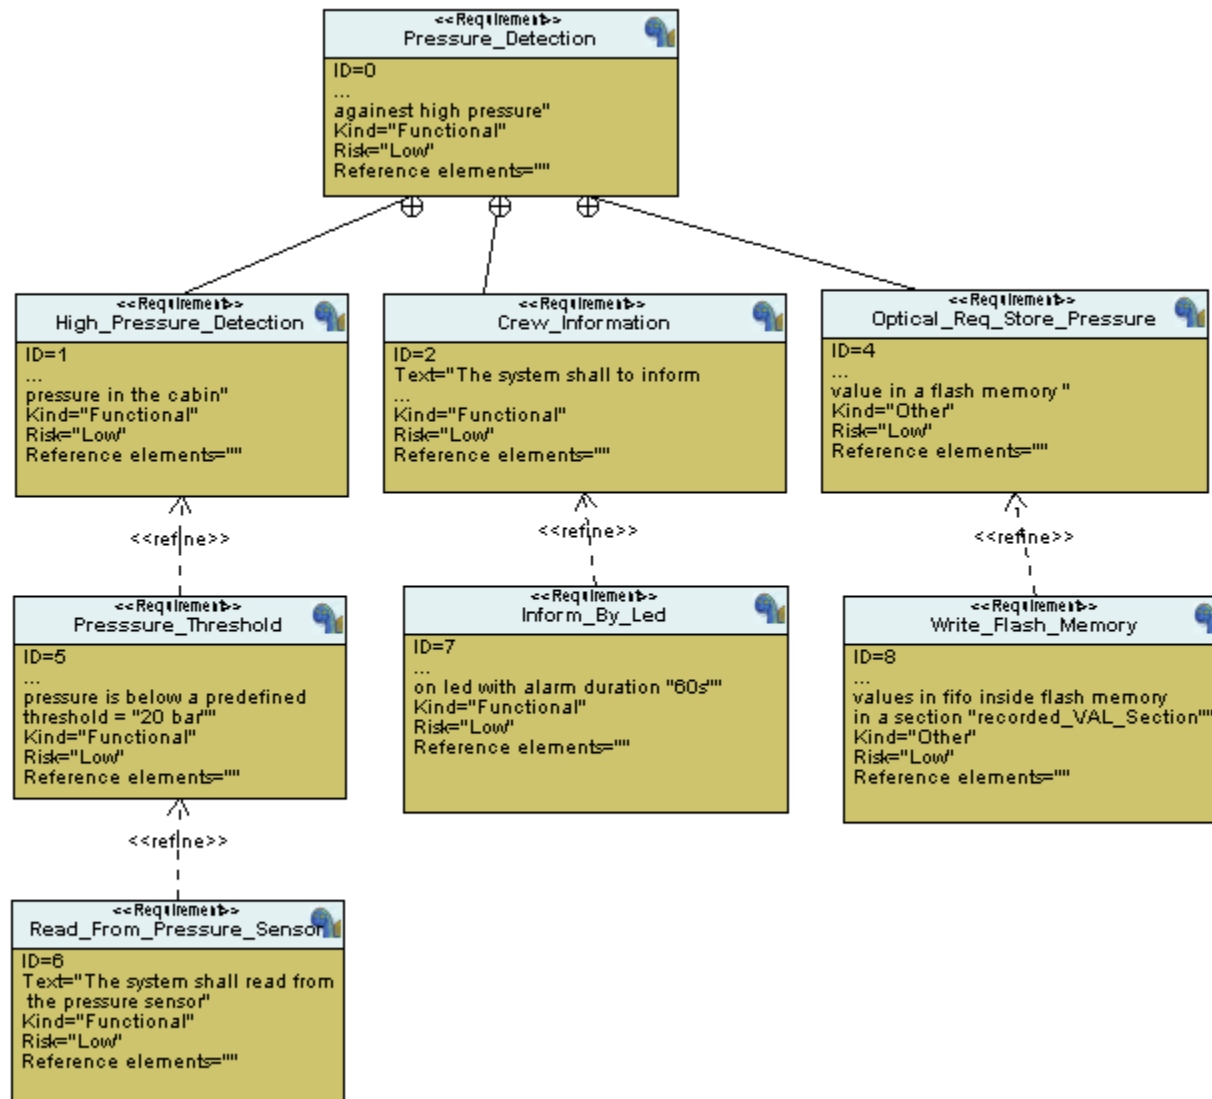 <<Requirement>>
Pressure_Detection
ID=0
...
againest high pressure"
Kind="Functional"
Risk="Low"
Reference elements=""
<<Requirement>>
High_Pressure_Detection
ID=1
...
pressure in the cabin"
Kind="Functional"
Risk="Low"
Reference elements=""
<<Requirement>>
Crew_Information
ID=2
Text="The system shall to inform
...
Kind="Functional"
Risk="Low"
Reference elements=""
<<Requirement>>
Optical_Req_Store_Pressure
ID=4
...
value in a flash memory "
Kind="Other"
Risk="Low"
Reference elements=""
<<refine>>
<<refine>>
<<refine>>
<<Requirement>>
Presssure_Threshold
ID=5
...
pressure is below a predefined
threshold = "20 bar""
Kind="Functional"
Risk="Low"
Reference elements=""
<<Requirement>>
Inform_By_Led
ID=7
...
on led with alarm duration "60s""
Kind="Functional"
Risk="Low"
Reference elements=""
<<Requirement>>
Write_Flash_Memory
ID=8
...
values in fifo inside flash memory
in a section "recorded_VAL_Section""
Kind="Other"
Risk="Low"
Reference elements=""
<<refine>>
<<Requirement>>
Read_From_Pressure_Sensor
ID=6
Text="The system shall read from
the pressure sensor"
Kind="Functional"
Risk="Low"
Reference elements=""